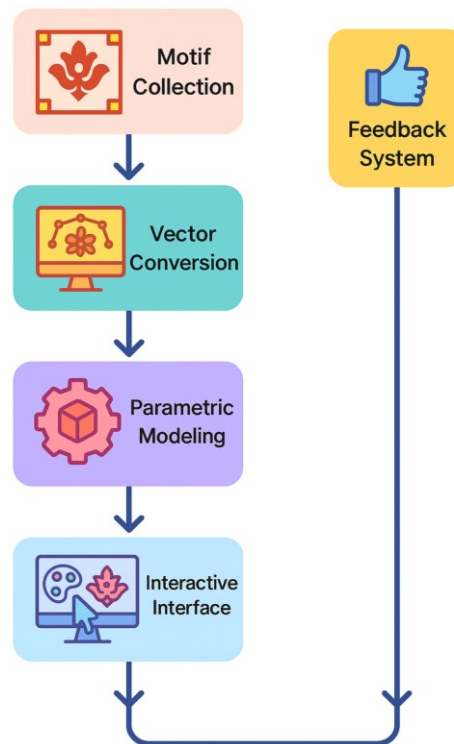 Motif
Collection
Vector
Conversion
Parametric
Modeling
Interactive
Interface
Feedback
System